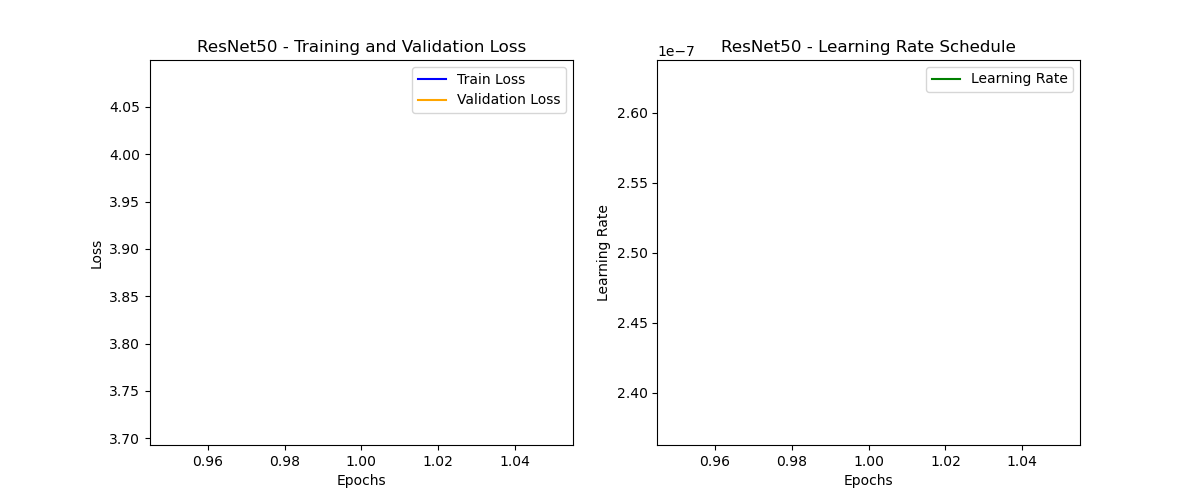 ResNet50 - Training and Validation Loss
Train Loss
Validation Loss
4.05
4.00
3.95
3.90
3.85
3.80
3.75
3.70
Loss
0.96 0.98 1.00 1.02 1.04
Epochs
ResNet50 - Learning Rate Schedule
1e−7
Learning Rate
2.60
2.55
2.50
2.45
2.40
Learning Rate
0.96 0.98 1.00 1.02 1.04
Epochs